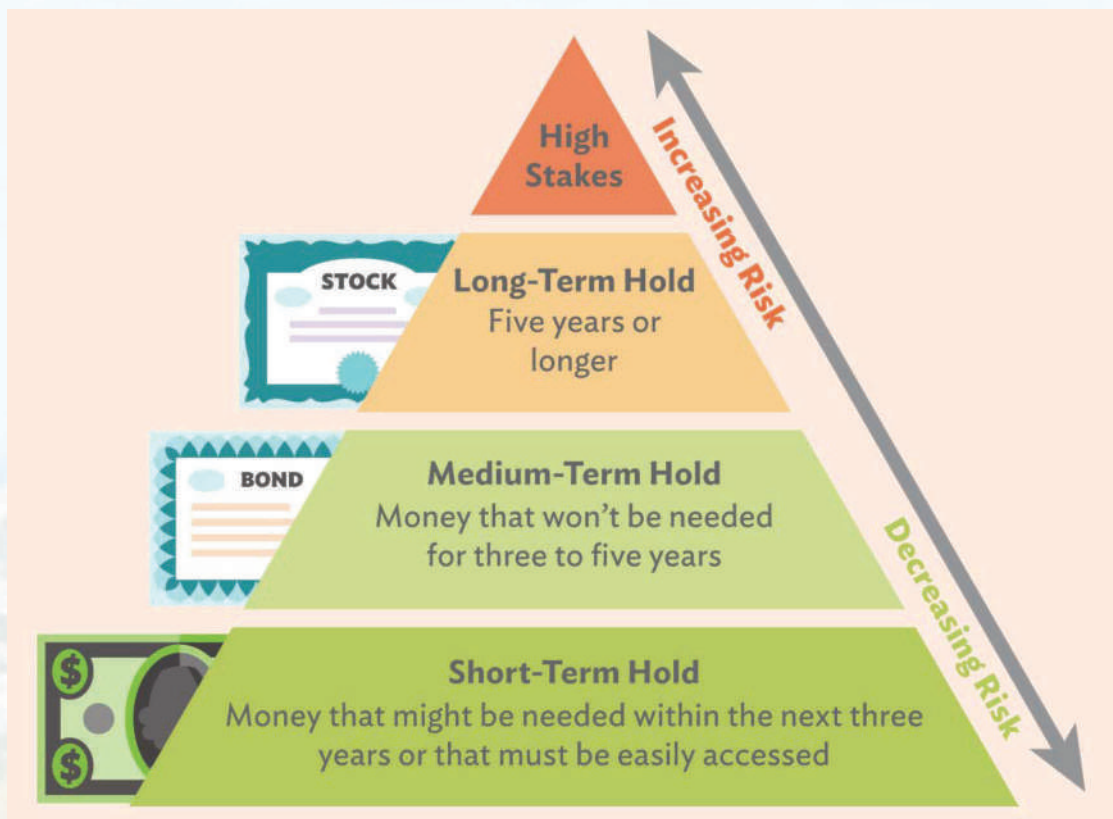 High
Stakes
Increasing Risk
STOCK
Long-Term Hold
Five years or
longer
BOND
Medium-Term Hold
Money that won’t be needed
for three to five years
Decreasing Risk
$
Short-Term Hold
Money that might be needed within the next three
years or that must be easily accessed
$